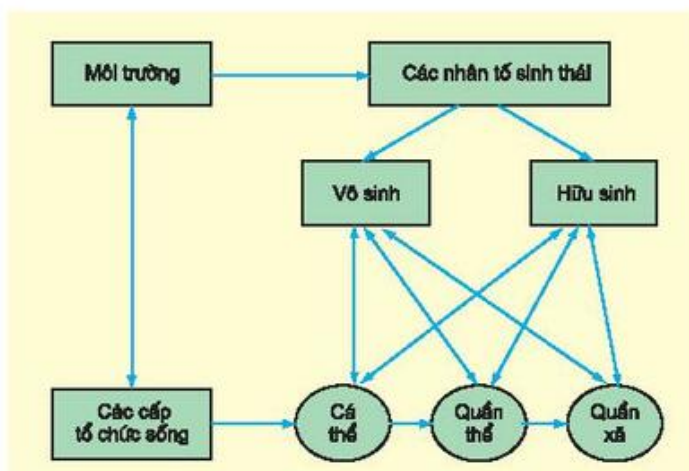 Môi trường
Các nhân tố sinh thái
Vô sinh
Hữu sinh
Các cấp
tổ chức sống
Cá
thể
Quần
thể
Quần
xã